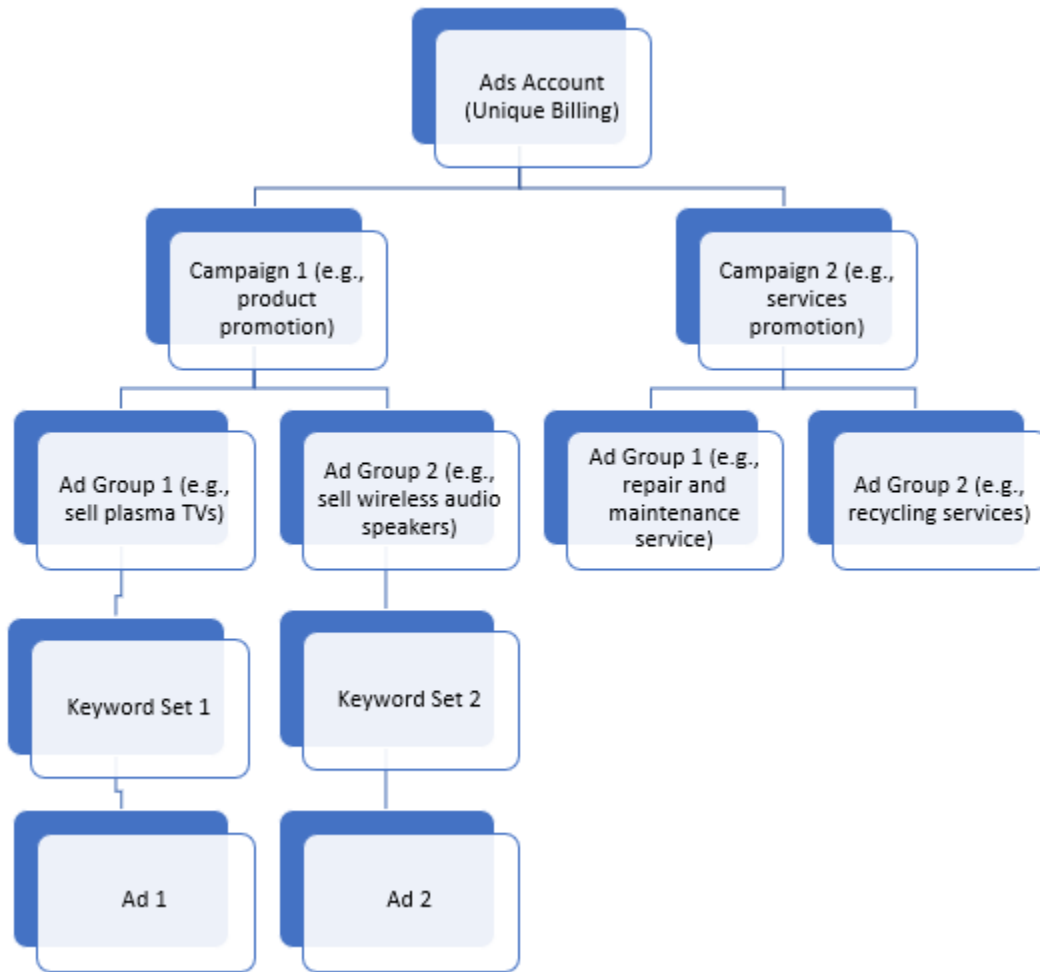 Ads Account
(Unique Billing)
Campaign 1 (e.g.,
product
promotion)
Campaign 2 (e.g.,
services
promotion)
Ad Group 1 (e.g.,
sell plasma TVs)
Ad Group 2 (e.g.,
sell wireless audio
speakers)
Ad Group 1 (e.g.,
repair and
maintenance
service)
Ad Group 2 (e.g.,
recycling services)
Keyword Set 1
Keyword Set 2
Ad 1
Ad 2